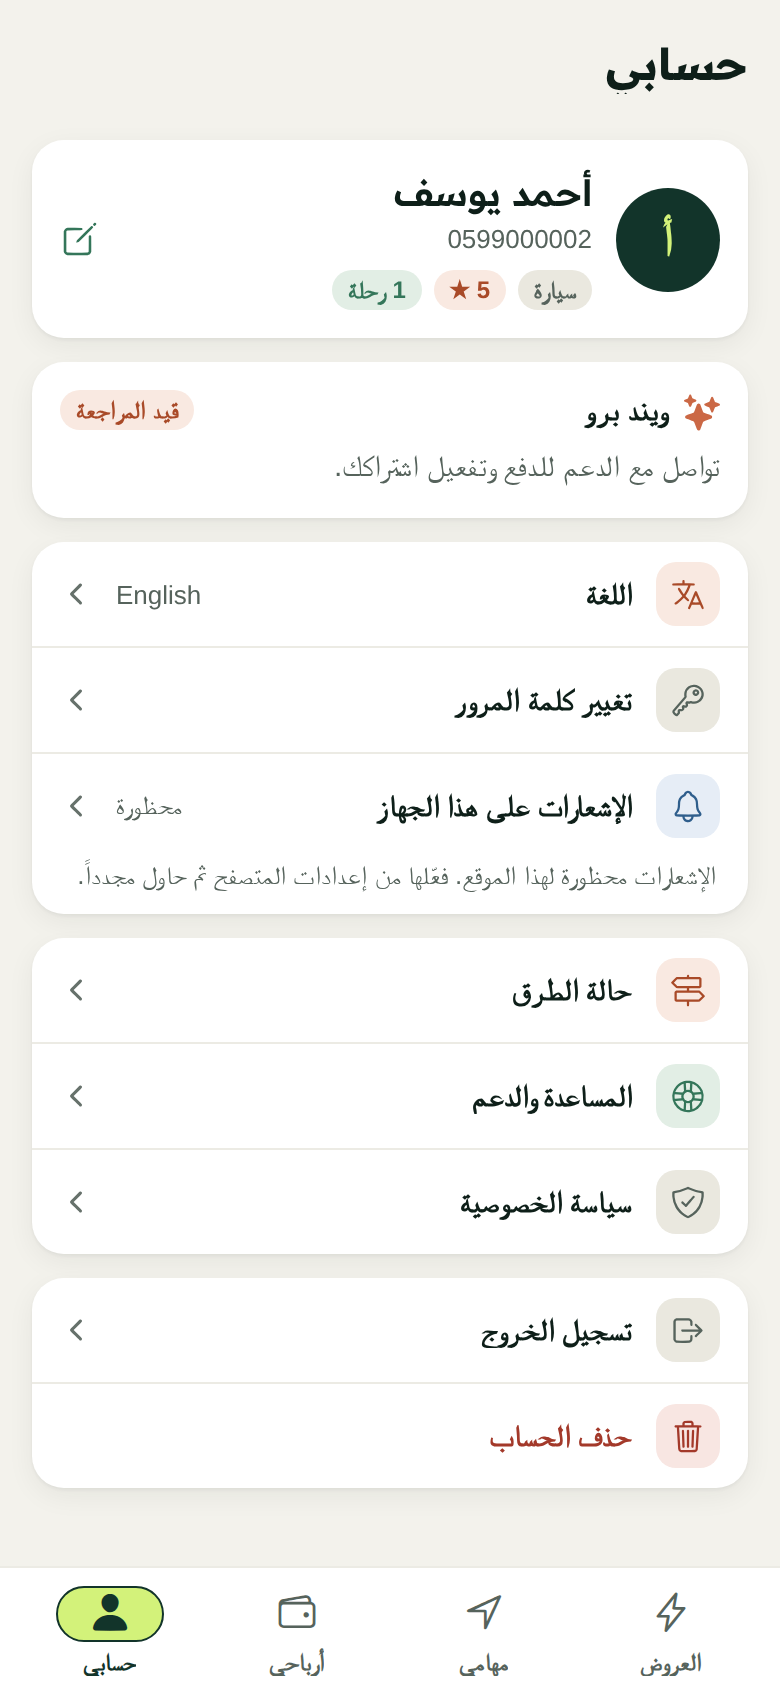 حسابي
أ
أحمد يوسف
0599000002
سيارة
5 ★
1 رحلة
ويند برو
قيد المراجعة
تواصل مع الدعم للدفع وتفعيل اشتراكك.
اللغة
English
تغيير كلمة المرور
الإشعارات على هذا الجهاز
محظورة
الإشعارات محظورة لهذا الموقع. فعّلها من إعدادات المتصفح ثم حاول مجدداً.
حالة الطرق
المساعدة والدعم
سياسة الخصوصية
تسجيل الخروج
حذف الحساب
العروض
مهامي
أرباحي
حسابي